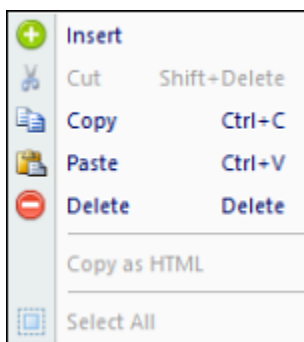 Insert
Cut Shift+Delete
Copy Ctrl+C
Paste Ctrl+V
Delete Delete
Copy as HTML
Select All